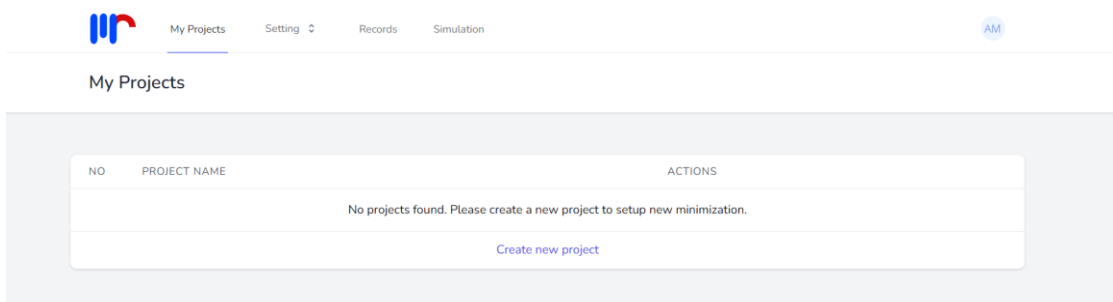 My Projects Setting Records Simulation AM
My Projects
NO PROJECT NAME ACTIONS
No projects found. Please create a new project to setup new minimization.
Create new project